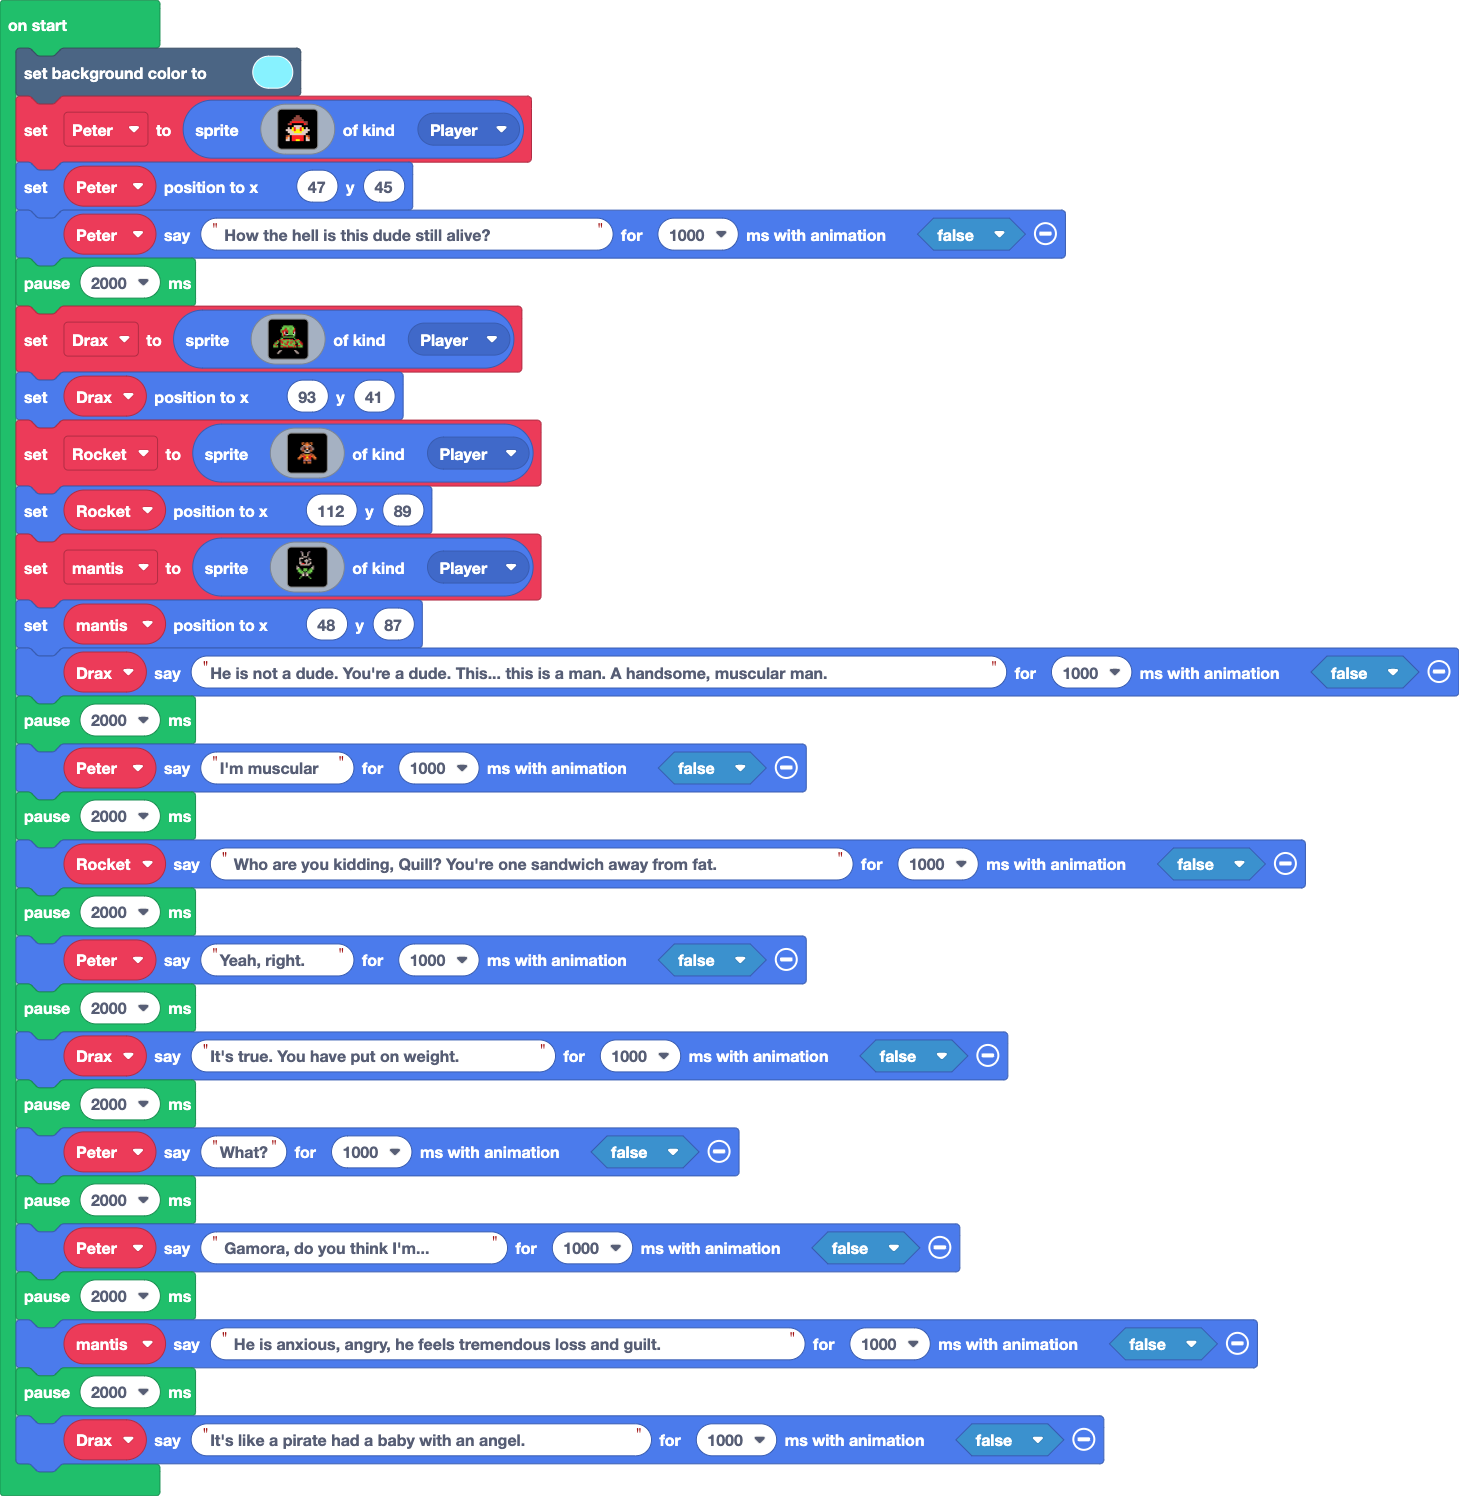 on start
set background color to
set Peter to sprite of kind Player
set Peter position to x 47 y 45
Peter say " How the hell is this dude still alive? " for 1000 ms with animation false
pause 2000 ms
set Drax to sprite of kind Player
set Drax position to x 93 y 41
set Rocket to sprite of kind Player
set Rocket position to x 112 y 89
set mantis to sprite of kind Player
set mantis position to x 48 y 87
Drax say "He is not a dude. You're a dude. This... this is a man. A handsome, muscular man. " for 1000 ms with animation false
pause 2000 ms
Peter say "I'm muscular " for 1000 ms with animation false
pause 2000 ms
Rocket say " Who are you kidding, Quill? You're one sandwich away from fat. " for 1000 ms with animation false
pause 2000 ms
Peter say "Yeah, right. " for 1000 ms with animation false
pause 2000 ms
Drax say "It's true. You have put on weight. " for 1000 ms with animation false
pause 2000 ms
Peter say "What?" for 1000 ms with animation false
pause 2000 ms
Peter say " Gamora, do you think I'm... " for 1000 ms with animation false
pause 2000 ms
mantis say " He is anxious, angry, he feels tremendous loss and guilt. " for 1000 ms with animation false
pause 2000 ms
Drax say "It's like a pirate had a baby with an angel. " for 1000 ms with animation false